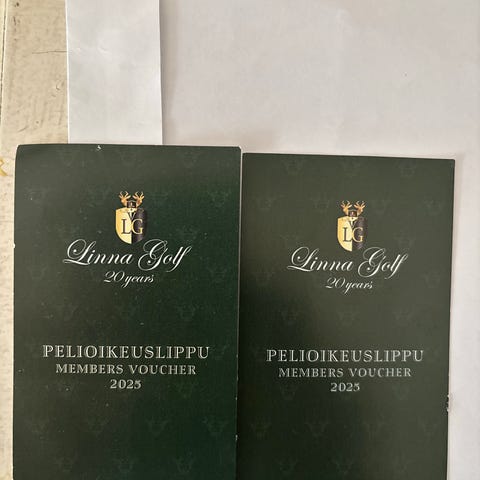 LG
Linna Golf
20 years
PELIOIKEUSLIPPU
MEMBERS VOUCHER
2025
LG
Linna Golf
20 years
PELIOIKEUSLIPPU
MEMBERS VOUCHER
2025